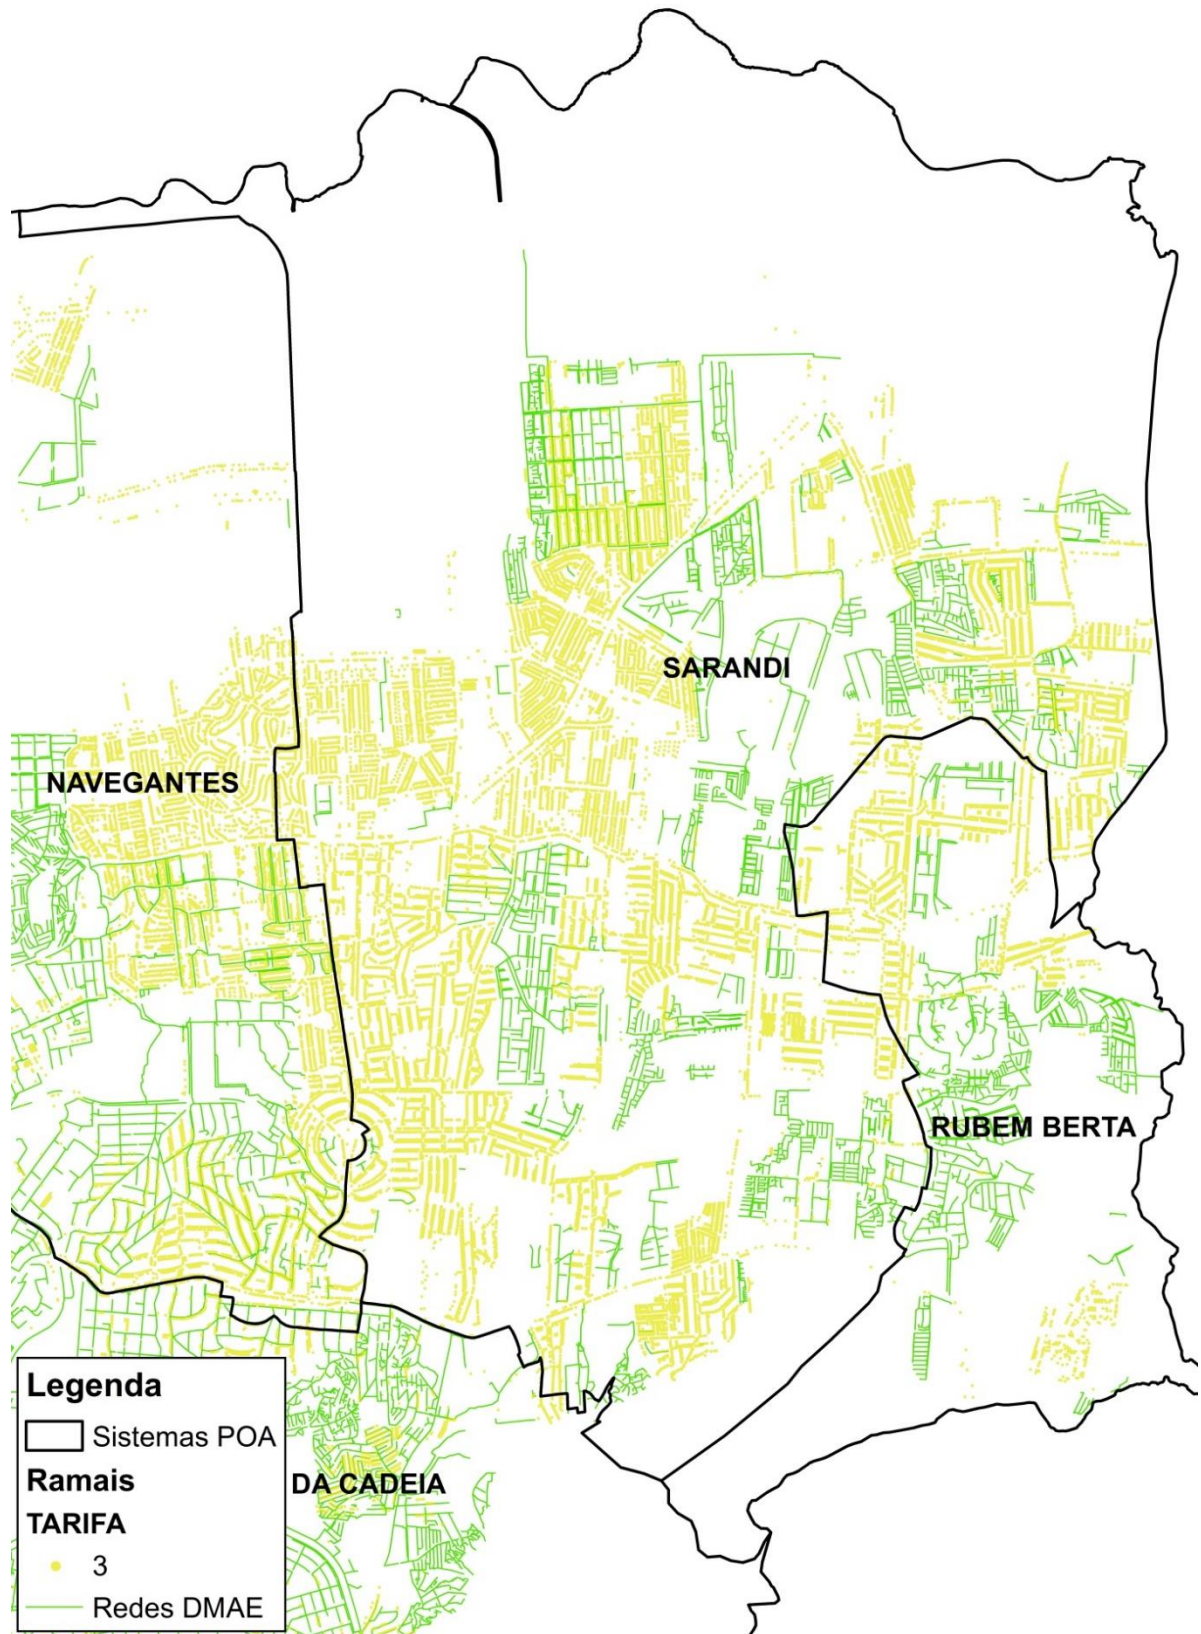 SARANDI
NAVEGANTES
RUBEM BERTA
DA CADEIA
Legenda
Sistemas POA
Ramais
TARIFA
3
Redes DMAE